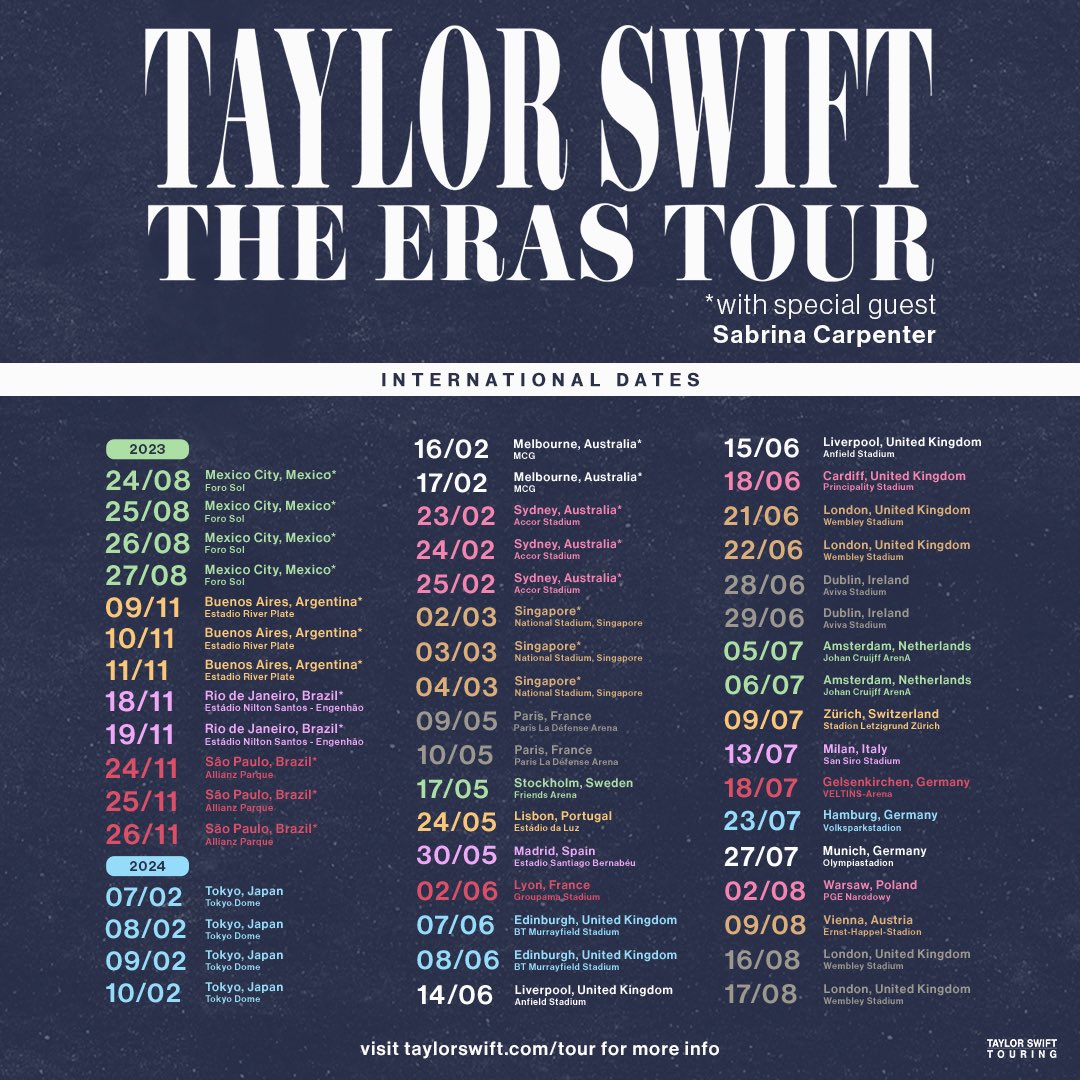 TAYLOR SWIFT
THE ERAS TOUR
*with special guest
Sabrina Carpenter
INTERNATIONAL DATES
2023
24/08 Mexico City, Mexico*
Foro Sol
25/08 Mexico City, Mexico*
Foro Sol
26/08 Mexico City, Mexico*
Foro Sol
27/08 Mexico City, Mexico*
Foro Sol
09/11 Buenos Aires, Argentina*
Estadio River Plate
10/11 Buenos Aires, Argentina*
Estadio River Plate
11/11 Buenos Aires, Argentina*
Estadio River Plate
18/11 Rio de Janeiro, Brazil*
Estádio Nilton Santos - Engenhão
19/11 Rio de Janeiro, Brazil*
Estádio Nilton Santos - Engenhão
24/11 São Paulo, Brazil*
Allianz Parque
25/11 São Paulo, Brazil*
Allianz Parque
26/11 São Paulo, Brazil*
Allianz Parque
2024
07/02 Tokyo, Japan
Tokyo Dome
08/02 Tokyo, Japan
Tokyo Dome
09/02 Tokyo, Japan
Tokyo Dome
10/02 Tokyo, Japan
Tokyo Dome
16/02 Melbourne, Australia*
MCG
17/02 Melbourne, Australia*
MCG
23/02 Sydney, Australia*
Accor Stadium
24/02 Sydney, Australia*
Accor Stadium
25/02 Sydney, Australia*
Accor Stadium
02/03 Singapore*
National Stadium, Singapore
03/03 Singapore*
National Stadium, Singapore
04/03 Singapore*
National Stadium, Singapore
09/05 Paris, France
Paris La Défense Arena
10/05 Paris, France
Paris La Défense Arena
17/05 Stockholm, Sweden
Friends Arena
24/05 Lisbon, Portugal
Estádio da Luz
30/05 Madrid, Spain
Estadio Santiago Bernabéu
02/06 Lyon, France
Groupama Stadium
07/06 Edinburgh, United Kingdom
BT Murrayfield Stadium
08/06 Edinburgh, United Kingdom
BT Murrayfield Stadium
14/06 Liverpool, United Kingdom
Anfield Stadium
15/06 Liverpool, United Kingdom
Anfield Stadium
18/06 Cardiff, United Kingdom
Principality Stadium
21/06 London, United Kingdom
Wembley Stadium
22/06 London, United Kingdom
Wembley Stadium
28/06 Dublin, Ireland
Aviva Stadium
29/06 Dublin, Ireland
Aviva Stadium
05/07 Amsterdam, Netherlands
Johan Cruijff ArenA
06/07 Amsterdam, Netherlands
Johan Cruijff ArenA
09/07 Zürich, Switzerland
Stadion Letzigrund Zürich
13/07 Milan, Italy
San Siro Stadium
18/07 Gelsenkirchen, Germany
VELTINS-Arena
23/07 Hamburg, Germany
Volksparkstadion
27/07 Munich, Germany
Olympiastadion
02/08 Warsaw, Poland
PGE Narodowy
09/08 Vienna, Austria
Ernst-Happel-Stadion
16/08 London, United Kingdom
Wembley Stadium
17/08 London, United Kingdom
Wembley Stadium
visit taylorswift.com/tour for more info
TAYLOR SWIFT
TOURING